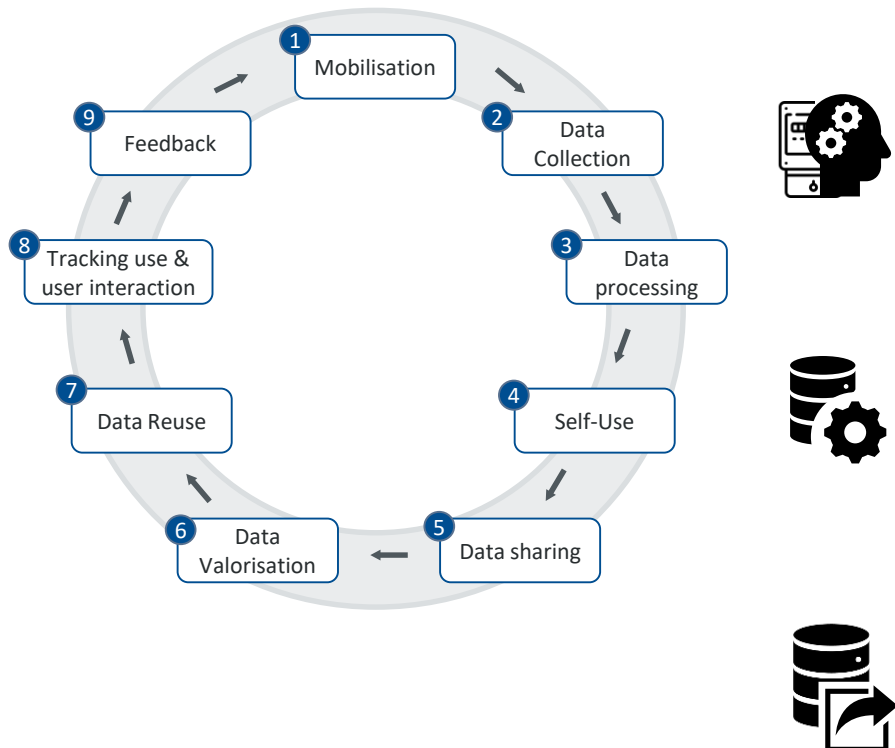 1
Mobilisation
2
Data
Collection
3
Data
processing
4
Self-Use
5
Data sharing
6
Data
Valorisation
7
Data Reuse
8
Tracking use &
user interaction
9
Feedback